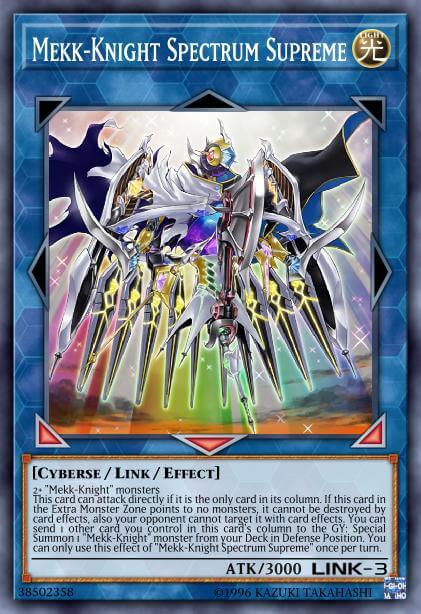 MEKK-KNIGHT SPECTRUM SUPREME
LIGHT
光
[CYBERSE / LINK / EFFECT]
2+ "Mekk-Knight" monsters
This card can attack directly if it is the only card in its column. If this card in
the Extra Monster Zone points to no monsters, it cannot be destroyed by
card effects, also your opponent cannot target it with card effects. You can
send 1 other card you control in this card's column to the GY: Special
Summon 1 "Mekk-Knight" monster from your Deck in Defense Position. You
can only use this effect of "Mekk-Knight Spectrum Supreme" once per turn.
ATK/3000 LINK-3
38502358 ©1996 KAZUKI TAKAHASHI